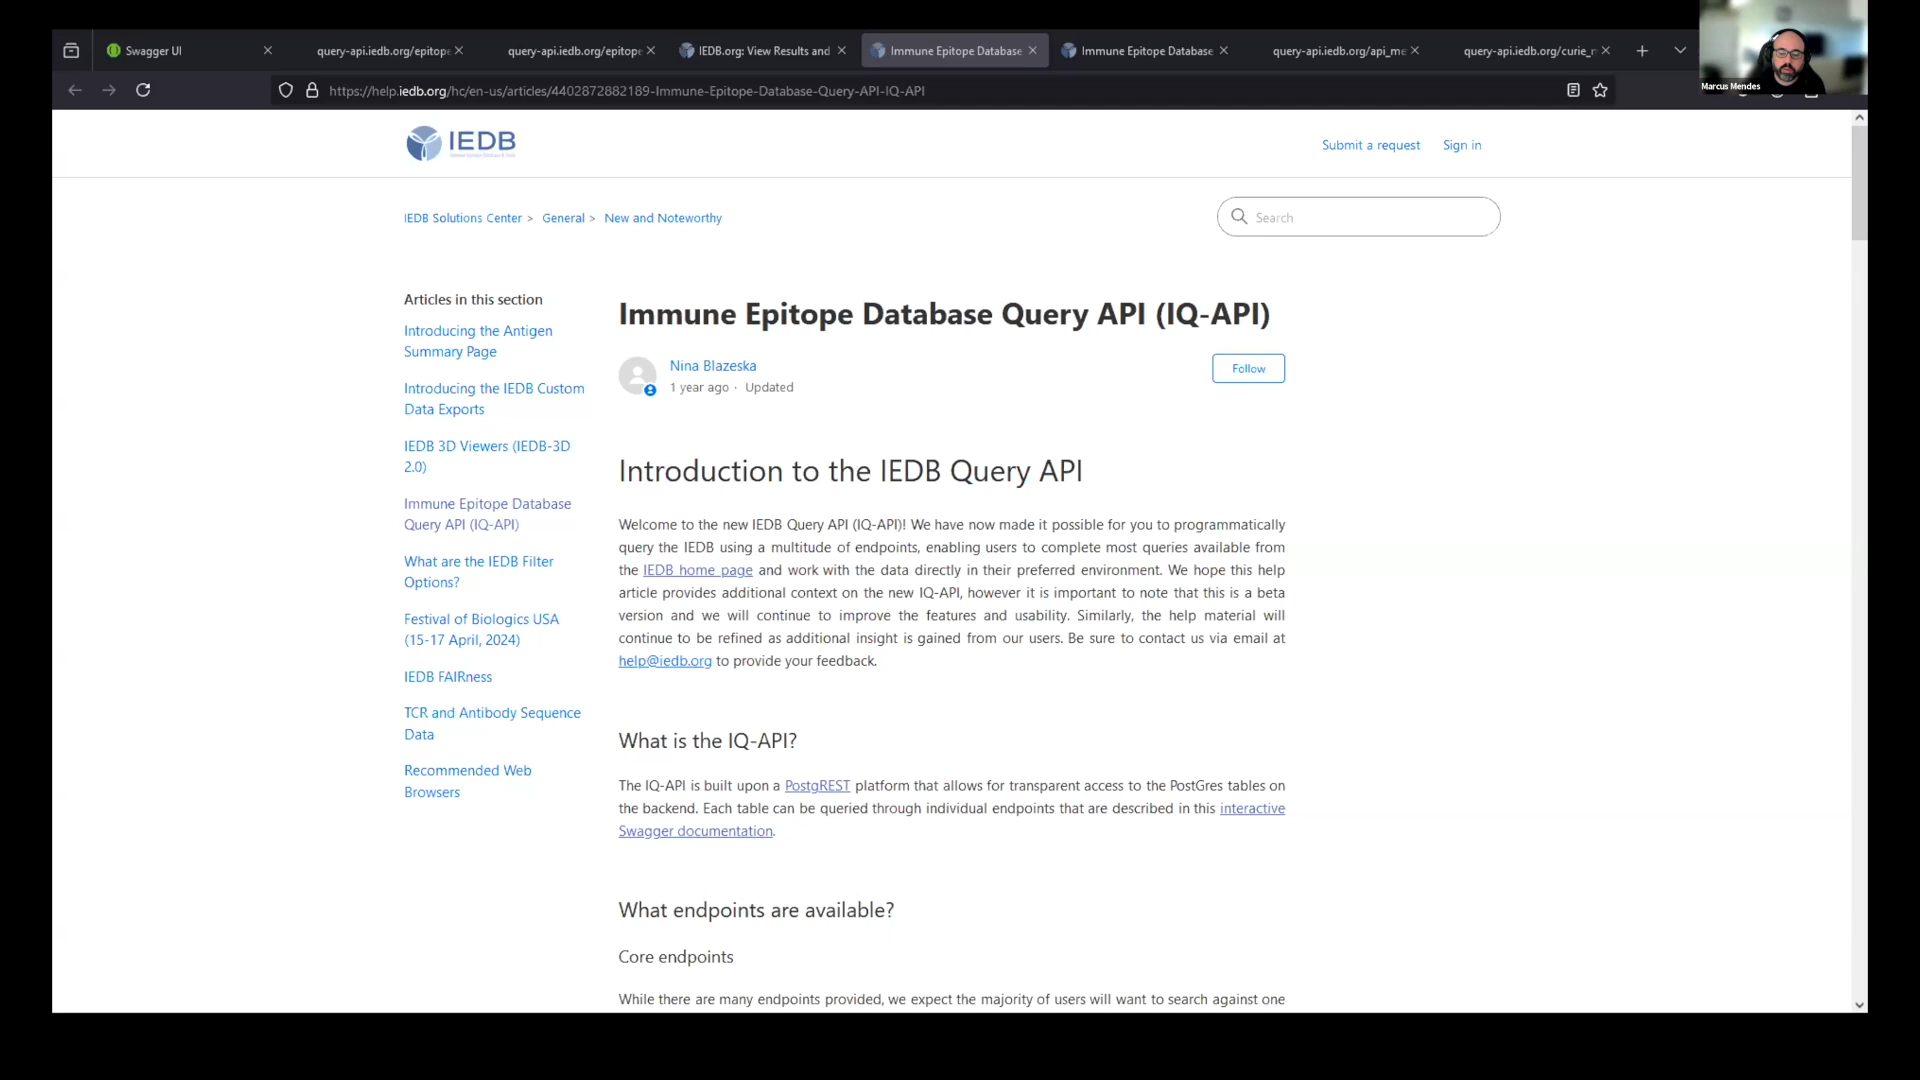 Swagger UI
query-api.iedb.org/epitope
query-api.iedb.org/epitope
IEDB.org: View Results and
Immune Epitope Database
Immune Epitope Database
query-api.iedb.org/api_me
query-api.iedb.org/curie_r
Marcus Mendes
https://help.iedb.org/hc/en-us/articles/4402872882189-Immune-Epitope-Database-Query-API-IQ-API
IEDB
Submit a request
Sign in
IEDB Solutions Center > General > New and Noteworthy
Search
Articles in this section
Introducing the Antigen
Summary Page
Introducing the IEDB Custom
Data Exports
IEDB 3D Viewers (IEDB-3D
2.0)
Immune Epitope Database
Query API (IQ-API)
What are the IEDB Filter
Options?
Festival of Biologics USA
(15-17 April, 2024)
IEDB FAIRness
TCR and Antibody Sequence
Data
Recommended Web
Browsers
Immune Epitope Database Query API (IQ-API)
Nina Blazeska
1 year ago · Updated
Follow
Introduction to the IEDB Query API
Welcome to the new IEDB Query API (IQ-API)! We have now made it possible for you to programmatically
query the IEDB using a multitude of endpoints, enabling users to complete most queries available from
the IEDB home page and work with the data directly in their preferred environment. We hope this help
article provides additional context on the new IQ-API, however it is important to note that this is a beta
version and we will continue to improve the features and usability. Similarly, the help material will
continue to be refined as additional insight is gained from our users. Be sure to contact us via email at
help@iedb.org to provide your feedback.
What is the IQ-API?
The IQ-API is built upon a PostgREST platform that allows for transparent access to the PostGres tables on
the backend. Each table can be queried through individual endpoints that are described in this interactive
Swagger documentation.
What endpoints are available?
Core endpoints
While there are many endpoints provided, we expect the majority of users will want to search against one